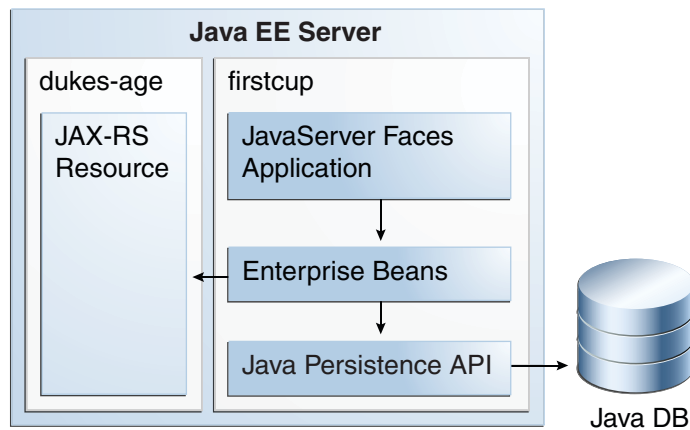 Java EE Server
dukes-age
JAX-RS
Resource
firstcup
JavaServer Faces
Application
Enterprise Beans
Java Persistence API
Java DB